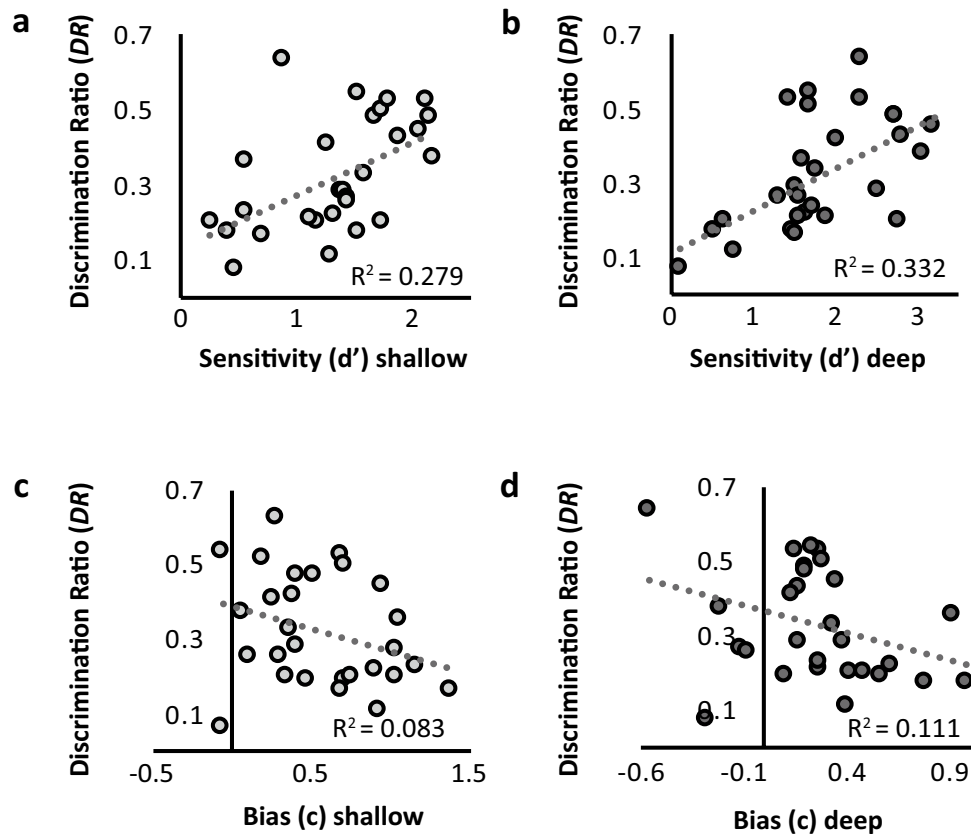 a
Discrimination Ratio (DR)
0.7
0.5
0.3
0.1
R² = 0.279
0
1
2
Sensitivity (d’) shallow
b
Discrimination Ratio (DR)
0.7
0.5
0.3
0.1
R² = 0.332
0
1
2
3
Sensitivity (d’) deep
c
Discrimination Ratio (DR)
0.7
0.5
0.3
0.1
R² = 0.083
-0.5
0.5
1.5
Bias (c) shallow
d
Discrimination Ratio (DR)
0.7
0.5
0.3
0.1
R² = 0.111
-0.6
-0.1
0.4
0.9
Bias (c) deep